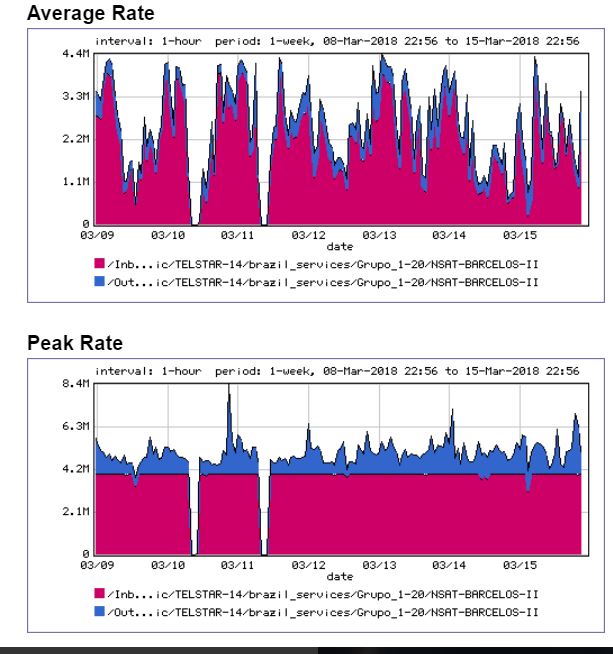 Average Rate
interval: 1-hour period: 1-week, 08-Mar-2018 22:56 to 15-Mar-2018 22:56
4.4M
3.3M
2.2M
1.1M
0
03/09 03/10 03/11 03/12 03/13 03/14 03/15
date
/Inb...ic/TELSTAR-14/brazil_services/Grupo_1-20/NSAT-BARCELOS-II
/Out...ic/TELSTAR-14/brazil_services/Grupo_1-20/NSAT-BARCELOS-II
Peak Rate
interval: 1-hour period: 1-week, 08-Mar-2018 22:56 to 15-Mar-2018 22:56
8.4M
6.3M
4.2M
2.1M
0
03/09 03/10 03/11 03/12 03/13 03/14 03/15
date
/Inb...ic/TELSTAR-14/brazil_services/Grupo_1-20/NSAT-BARCELOS-II
/Out...ic/TELSTAR-14/brazil_services/Grupo_1-20/NSAT-BARCELOS-II